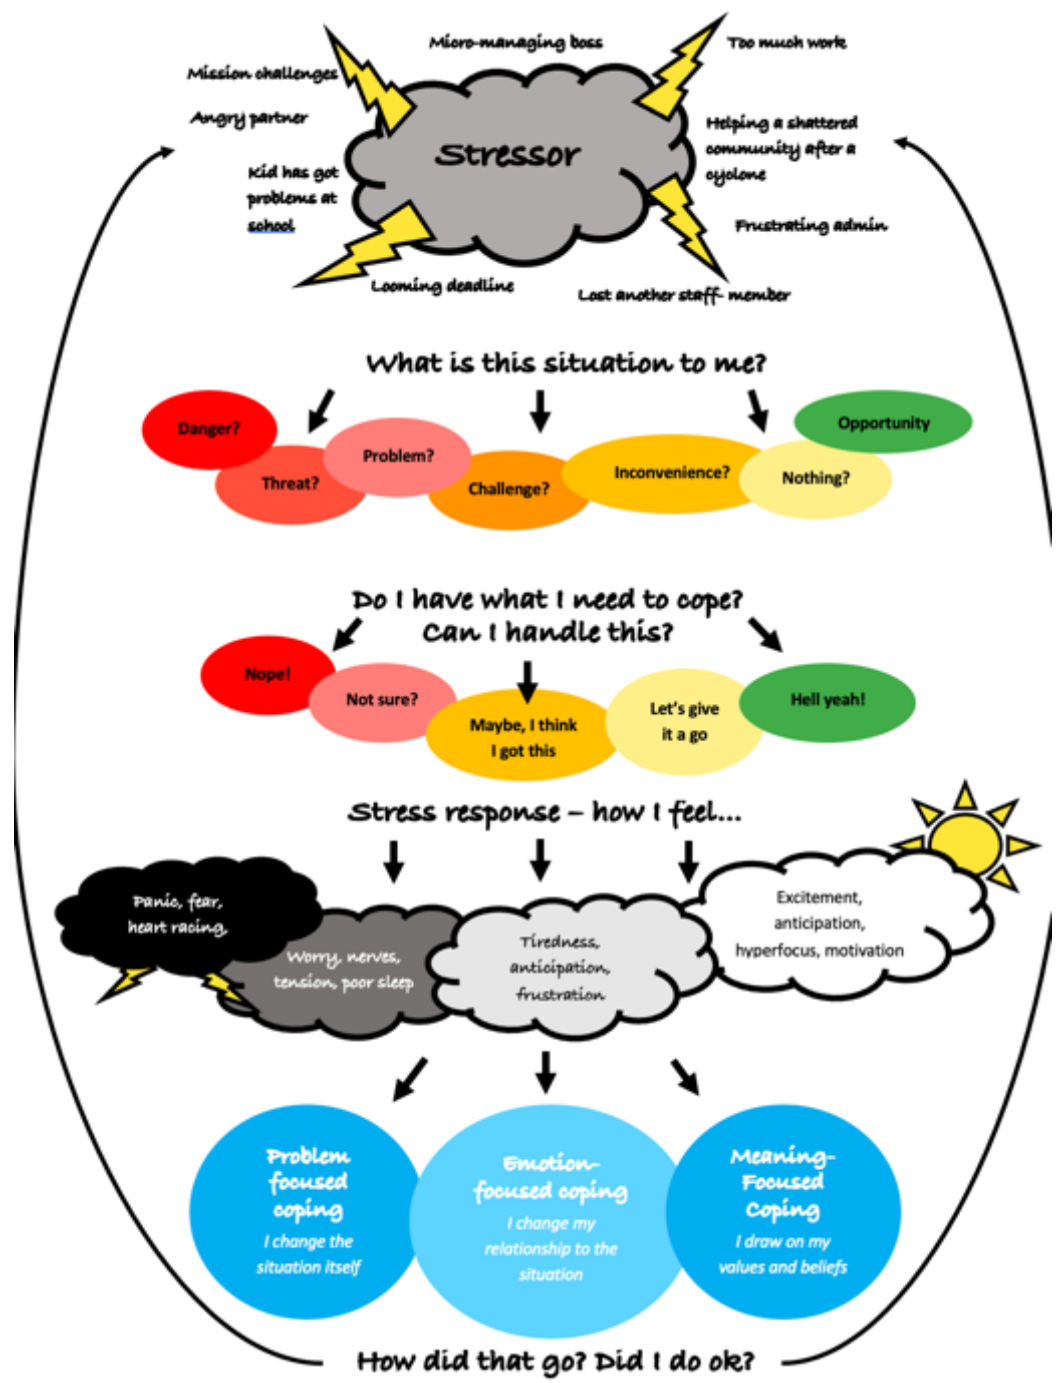 Micro-managing boss
Too much work
Mission challenges
Angry partner
Helping a shattered
community after a
cyclone
Stressor
Kid has got
problems at
school
Frustrating admin
Looming deadline
Lost another staff- member
What is this situation to me?
Danger?
Threat?
Problem?
Challenge?
Inconvenience?
Nothing?
Opportunity
Do I have what I need to cope?
Can I handle this?
Nope!
Not sure?
Maybe, I think
I got this
Let's give
it a go
Hell yeah!
Stress response – how I feel...
Panic, fear,
heart racing,
Worry, nerves,
tension, poor sleep
Tiredness,
anticipation,
frustration
Excitement,
anticipation,
hyperfocus, motivation
Problem
focused
coping
I change the
situation itself
Emotion-
focused coping
I change my
relationship to the
situation
Meaning-
Focused
Coping
I draw on my
values and beliefs
How did that go? Did I do ok?